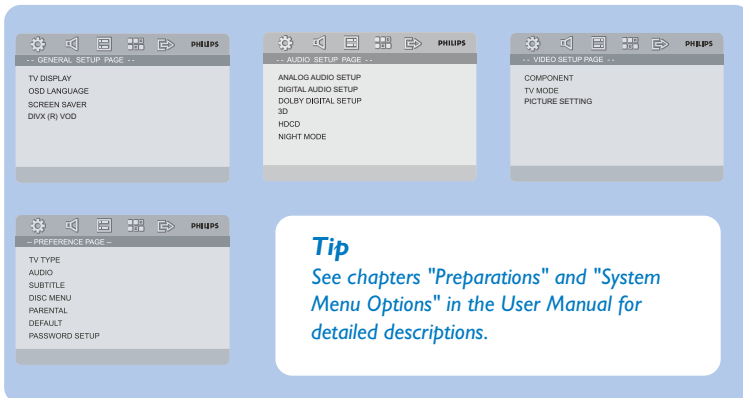 PHILIPS
-- GENERAL SETUP PAGE --
TV DISPLAY
OSD LANGUAGE
SCREEN SAVER
DIVX (R) VOD
PHILIPS
-- AUDIO SETUP PAGE --
ANALOG AUDIO SETUP
DIGITAL AUDIO SETUP
DOLBY DIGITAL SETUP
3D
HDCD
NIGHT MODE
PHILIPS
-- VIDEO SETUP PAGE --
COMPONENT
TV MODE
PICTURE SETTING
PHILIPS
-- PREFERENCE PAGE --
TV TYPE
AUDIO
SUBTITLE
DISC MENU
PARENTAL
DEFAULT
PASSWORD SETUP
Tip
See chapters "Preparations" and "System
Menu Options" in the User Manual for
detailed descriptions.